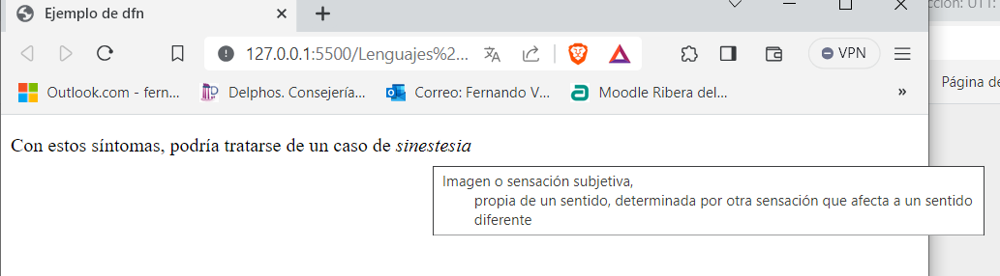 Ejemplo de dfn
cción: UT1:
127.0.0.1:5500/Lenguajes%2...
VPN
Outlook.com - fern...
Delphos. Consejería...
Correo: Fernando V...
Moodle Ribera del...
»
Página de
Con estos síntomas, podría tratarse de un caso de sinestesia
Imagen o sensación subjetiva,
propia de un sentido, determinada por otra sensación que afecta a un sentido
diferente